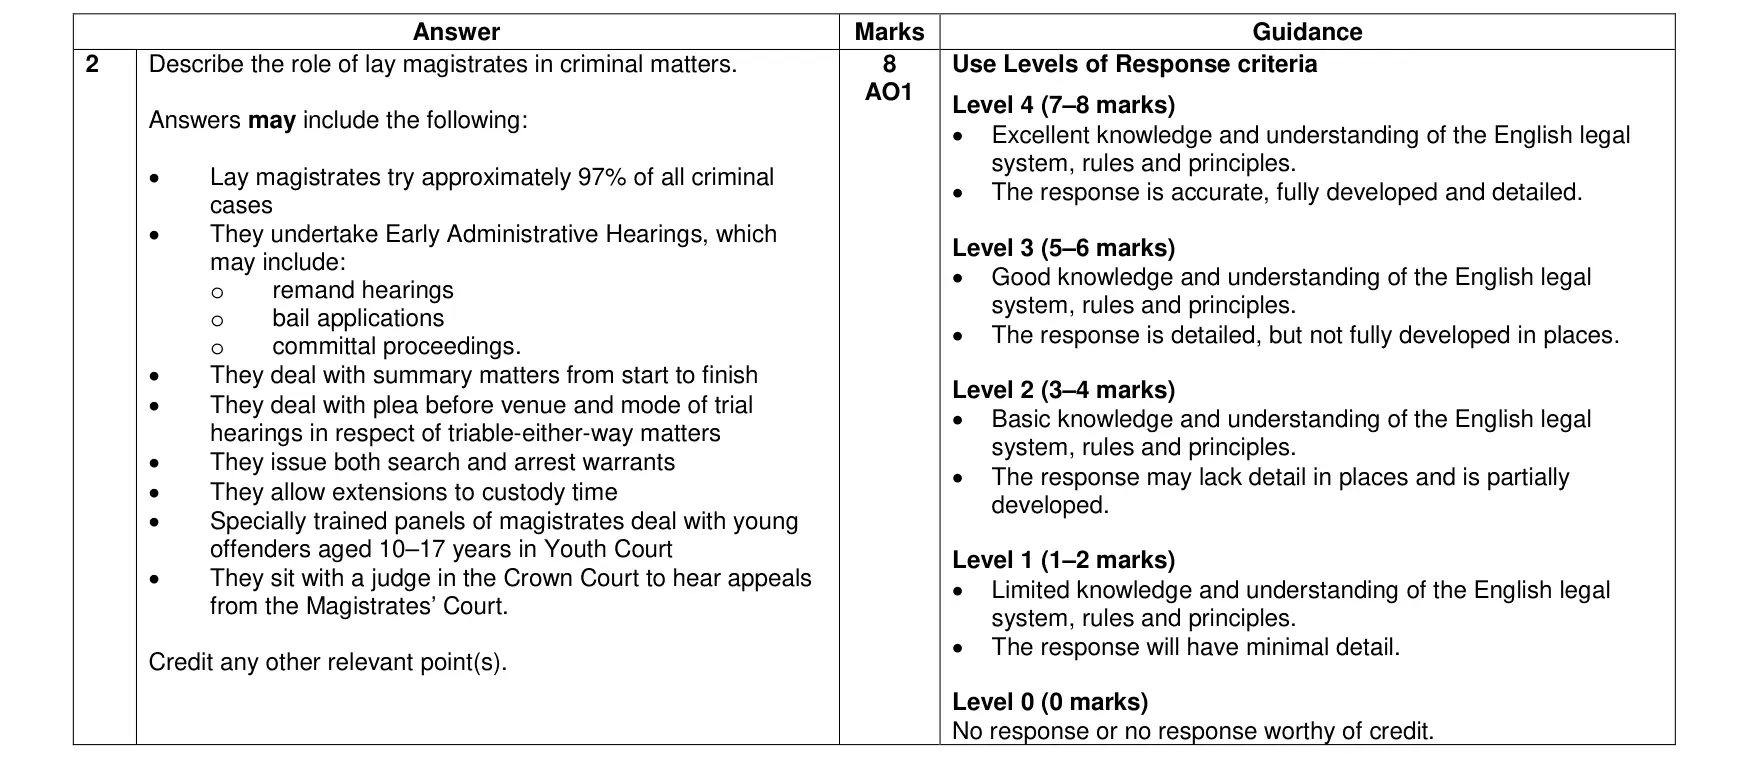 Answer
Marks
Guidance
2
Describe the role of lay magistrates in criminal matters.
Answers may include the following:
• Lay magistrates try approximately 97% of all criminal
cases
• They undertake Early Administrative Hearings, which
may include:
o remand hearings
o bail applications
o committal proceedings.
• They deal with summary matters from start to finish
• They deal with plea before venue and mode of trial
hearings in respect of triable-either-way matters
• They issue both search and arrest warrants
• They allow extensions to custody time
• Specially trained panels of magistrates deal with young
offenders aged 10–17 years in Youth Court
• They sit with a judge in the Crown Court to hear appeals
from the Magistrates’ Court.
Credit any other relevant point(s).
8
AO1
Use Levels of Response criteria
Level 4 (7–8 marks)
• Excellent knowledge and understanding of the English legal
system, rules and principles.
• The response is accurate, fully developed and detailed.
Level 3 (5–6 marks)
• Good knowledge and understanding of the English legal
system, rules and principles.
• The response is detailed, but not fully developed in places.
Level 2 (3–4 marks)
• Basic knowledge and understanding of the English legal
system, rules and principles.
• The response may lack detail in places and is partially
developed.
Level 1 (1–2 marks)
• Limited knowledge and understanding of the English legal
system, rules and principles.
• The response will have minimal detail.
Level 0 (0 marks)
No response or no response worthy of credit.